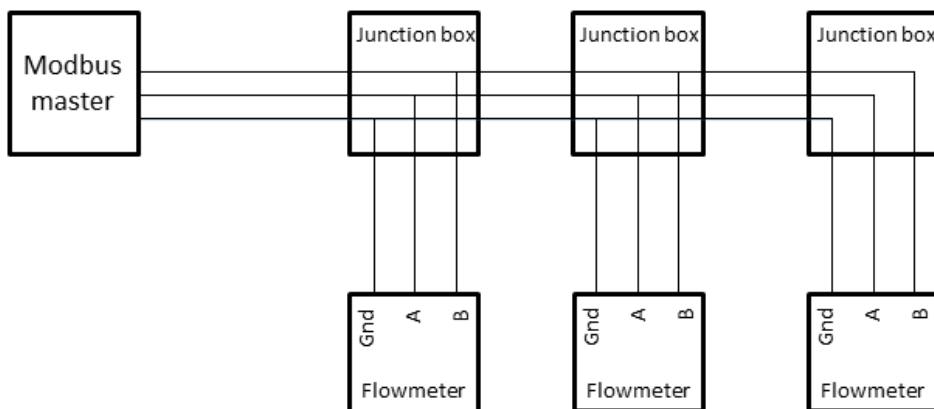 Modbus
master
Junction box
Junction box
Junction box
Gnd
A
B
Flowmeter
Gnd
A
B
Flowmeter
Gnd
A
B
Flowmeter